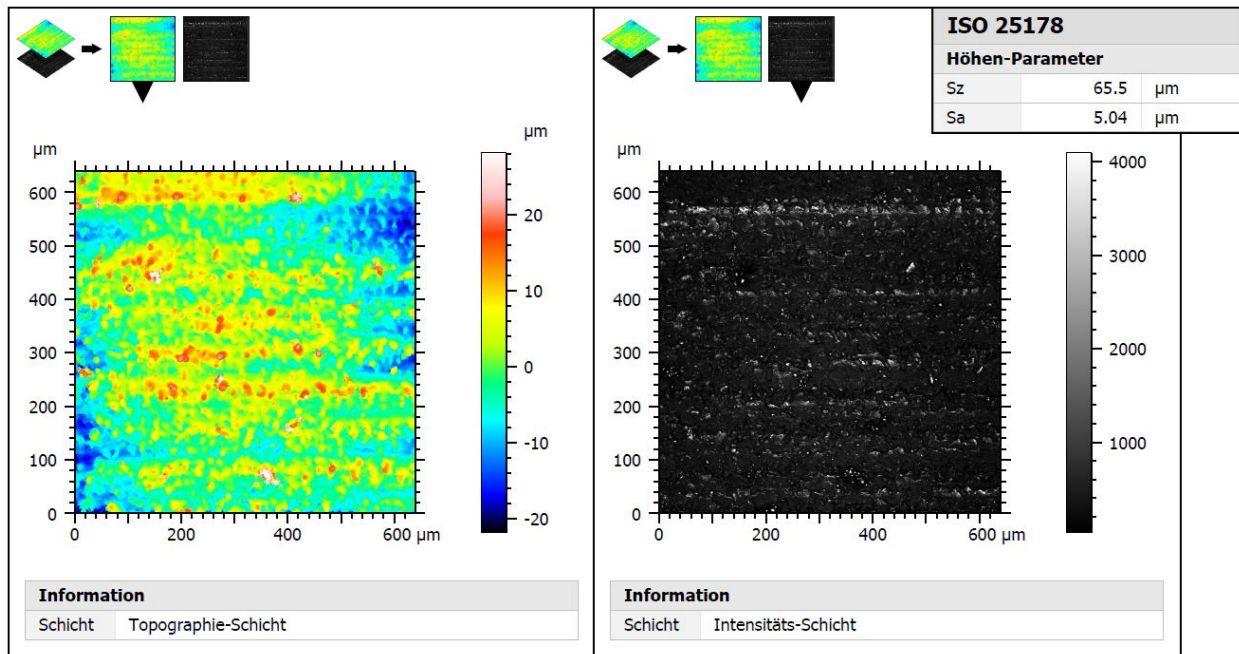 ISO 25178
Höhen-Parameter
Sz 65.5 µm
Sa 5.04 µm
µm
µm
600
500
400
300
200
100
0
0 200 400 600 µm
20
10
0
-10
-20
Information
Schicht Topographie-Schicht
µm
600
500
400
300
200
100
0
0 200 400 600 µm
4000
3000
2000
1000
Information
Schicht Intensitäts-Schicht